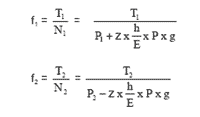 f₁ = T₁ / N₁ = T₁ / (P₁ + z x h/E x P x g)
f₂ = T₂ / N₂ = T₂ / (P₂ − z x h/E x P x g)